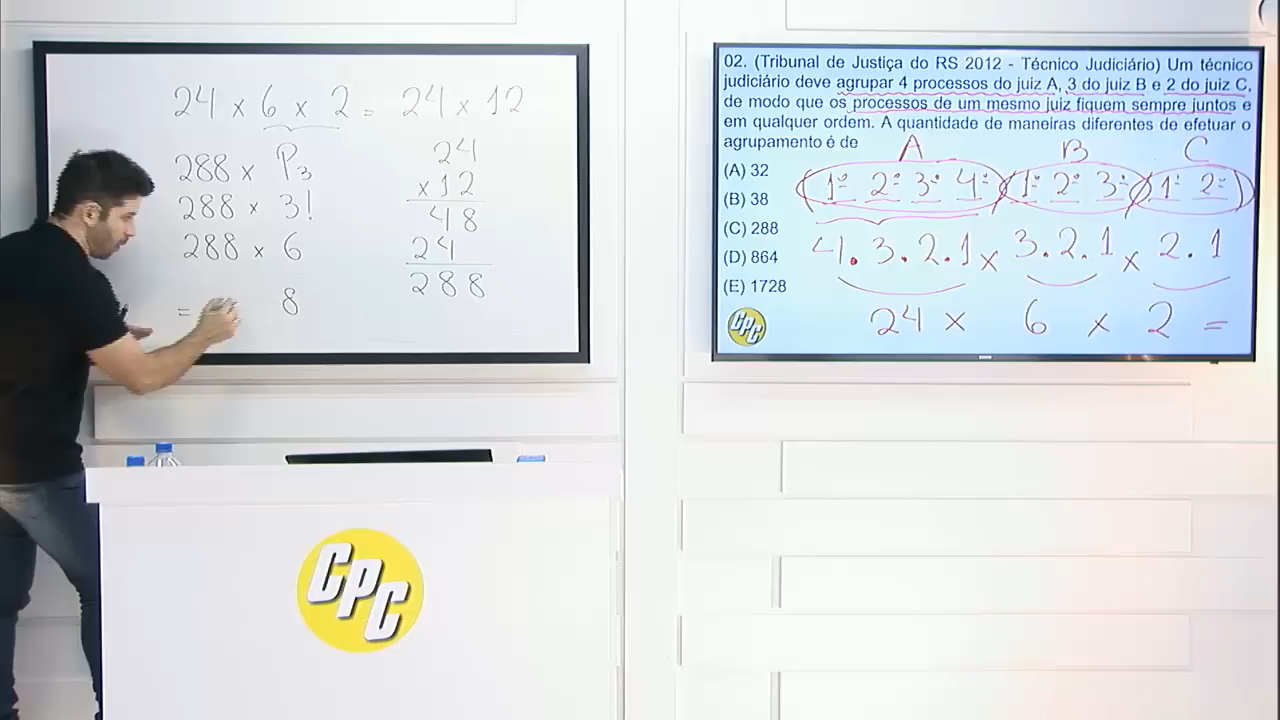 24 × 6 × 2 = 24 × 12
288 × P3
288 × 3!
288 × 6
= 8
24
×12
48
24
288
02. (Tribunal de Justiça do RS 2012 - Técnico Judiciário) Um técnico
judiciário deve agrupar 4 processos do juiz A, 3 do juiz B e 2 do juiz C,
de modo que os processos de um mesmo juiz fiquem sempre juntos e
em qualquer ordem. A quantidade de maneiras diferentes de efetuar o
agrupamento é de
(A) 32
(B) 38
(C) 288
(D) 864
(E) 1728
A B C
1º 2º 3º 4º 1º 2º 3º 1º 2º
4.3.2.1 × 3.2.1 × 2.1
24 × 6 × 2 =
CPC
CPC